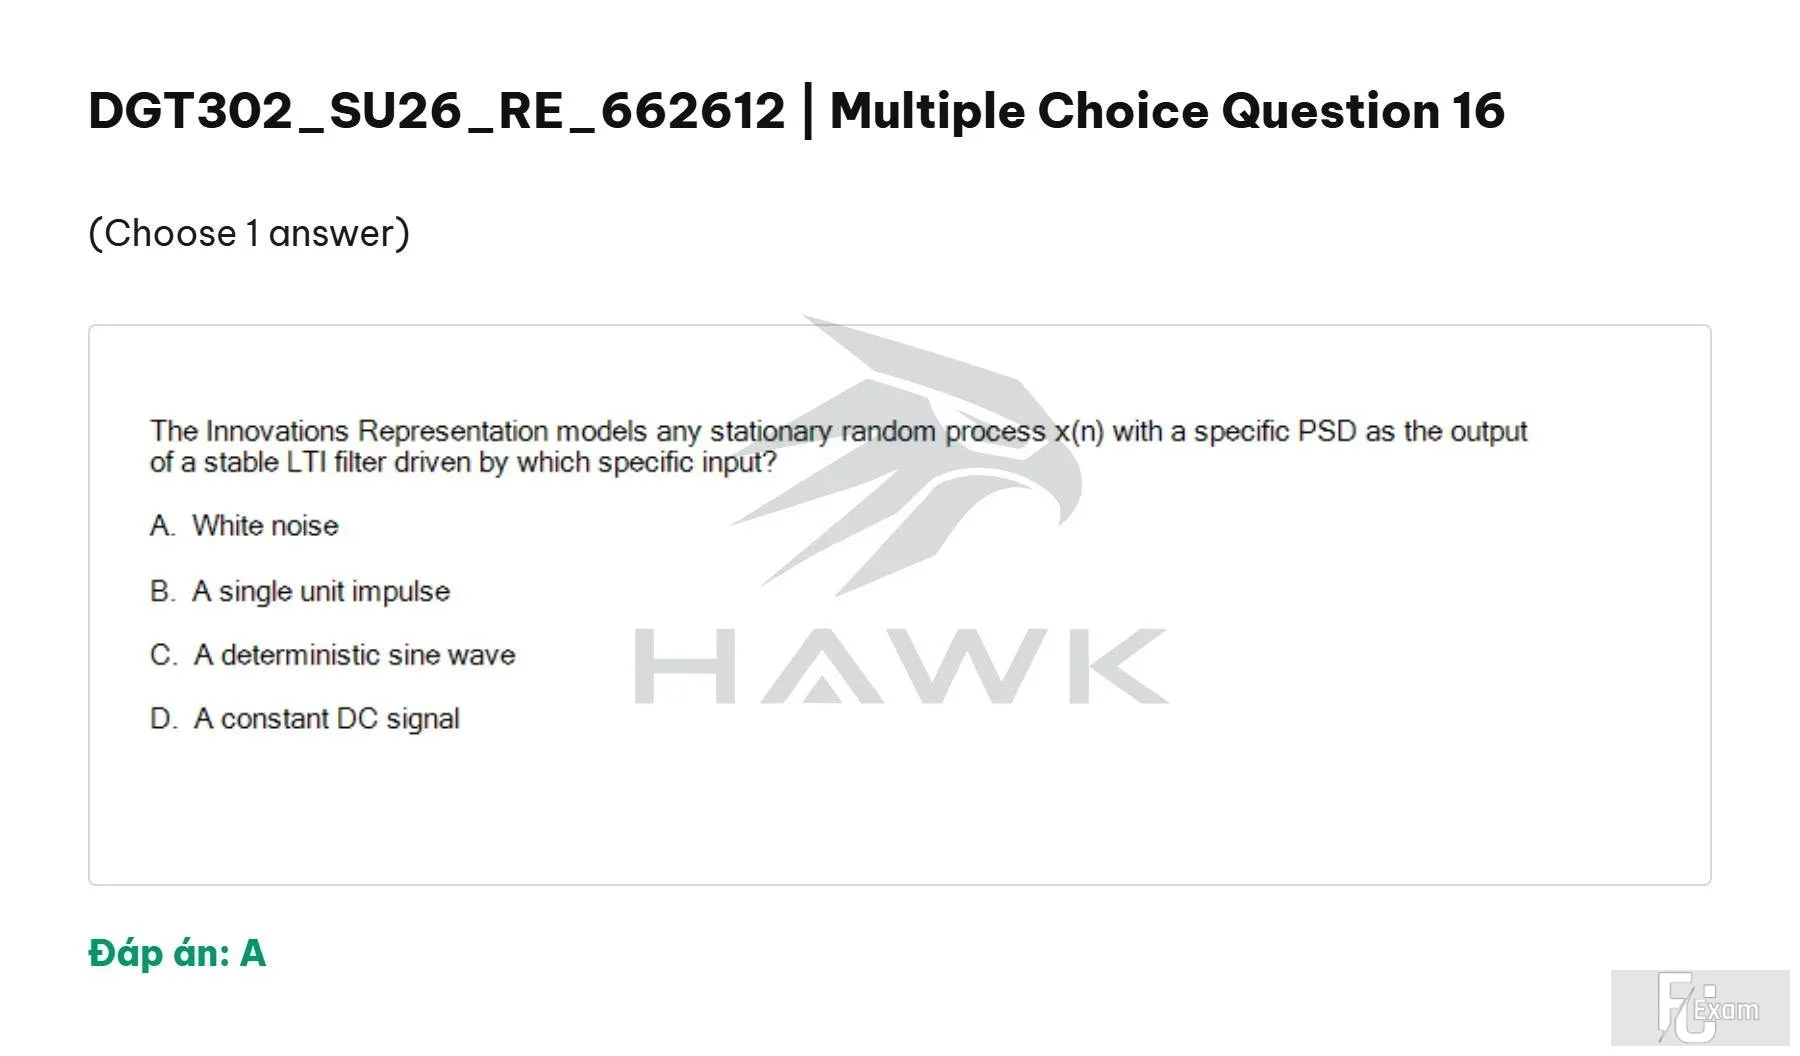 DGT302_SU26_RE_662612 | Multiple Choice Question 16
(Choose 1 answer)
The Innovations Representation models any stationary random process x(n) with a specific PSD as the output
of a stable LTI filter driven by which specific input?
A. White noise
B. A single unit impulse
C. A deterministic sine wave
D. A constant DC signal
HAWK
Đáp án: A
FU Exam